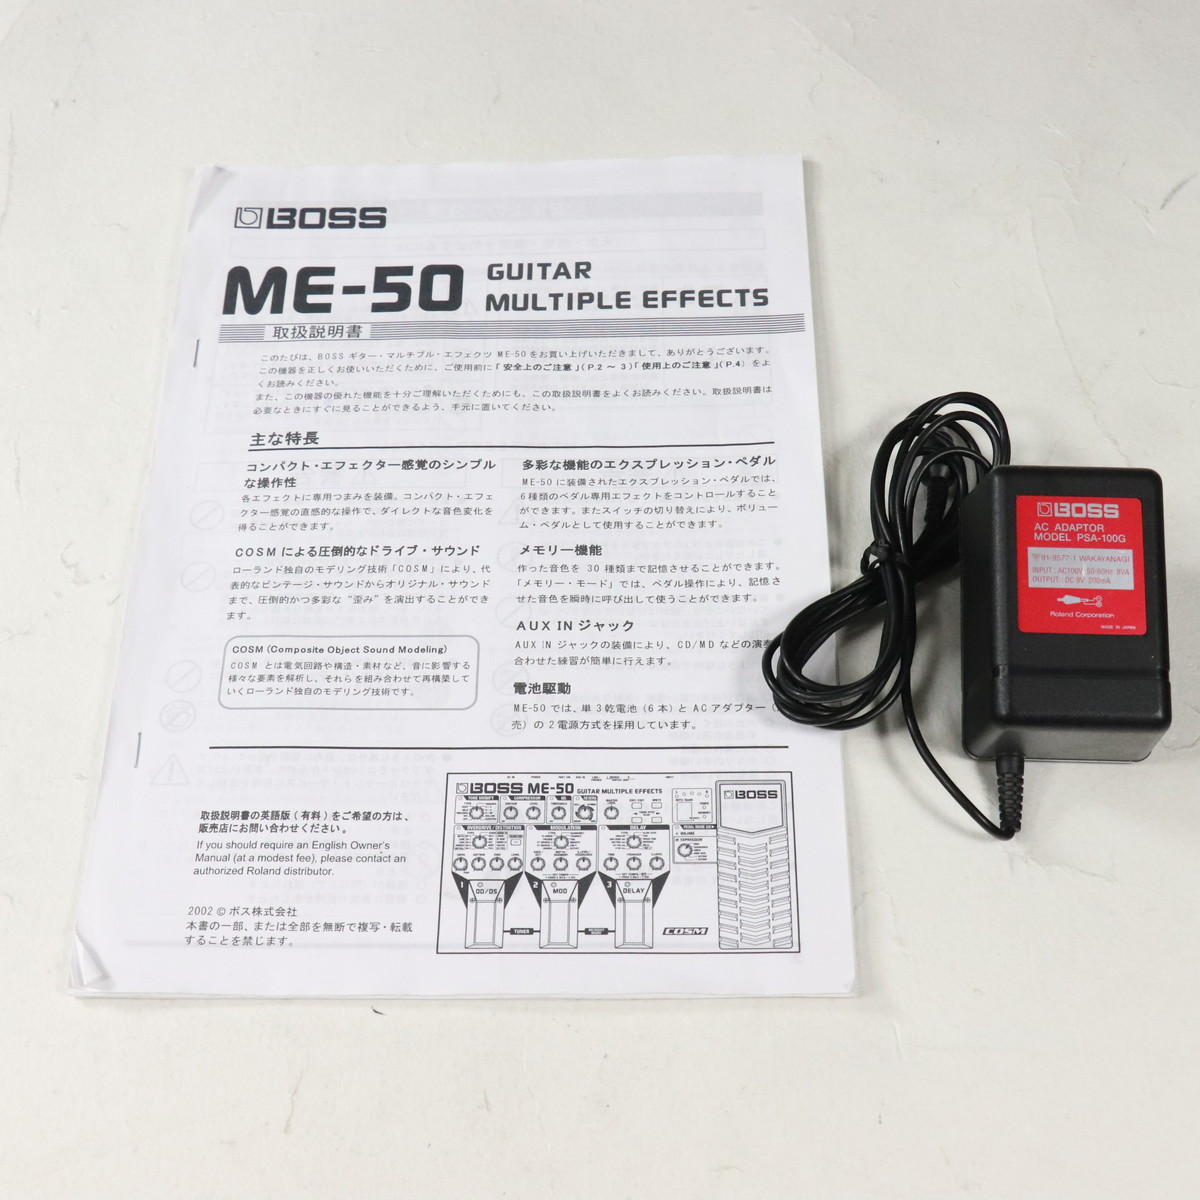 BOSS
ME-50 GUITAR
MULTIPLE EFFECTS
取扱説明書
このたびは、BOSS ギター・マルチプル・エフェクツ ME-50 をお買い上げいただきまして、ありがとうございます。
この機器を正しくお使いいただくために、ご使用前に「安全上のご注意」(P.2 〜 3)「使用上のご注意」(P.4) をよ
くお読みください。
また、この機器の優れた機能を十分ご理解いただくためにも、この取扱説明書をよくお読みください。取扱説明書は
必要なときにすぐに見ることができるよう、手元に置いてください。
主な特長
コンパクト・エフェクター感覚のシンプル
な操作性
各エフェクトに専用つまみを装備。コンパクト・エフェ
クター感覚の直感的な操作で、ダイレクトな音色変化を
得ることができます。
COSM による圧倒的なドライブ・サウンド
ローランド独自のモデリング技術「COSM」により、代
表的なビンテージ・サウンドからオリジナル・サウンド
まで、圧倒的かつ多彩な “歪み” を演出することができ
ます。
COSM (Composite Object Sound Modeling)
COSM とは電気回路や構造・素材など、音に影響する
様々な要素を解析し、それらを組み合わせて再構築して
いくローランド独自のモデリング技術です。
多彩な機能のエクスプレッション・ペダル
ME-50 に装備されたエクスプレッション・ペダルでは、
6 種類のペダル専用エフェクトをコントロールすること
ができます。またスイッチの切り替えにより、ボリュー
ム・ペダルとして使用することができます。
メモリー機能
作った音色を 30 種類まで記憶させることができます。
「メモリー・モード」では、ペダル操作により、記憶さ
せた音色を瞬時に呼び出して使うことができます。
AUX IN ジャック
AUX IN ジャックの装備により、CD/MD などの演奏
合わせた練習が簡単に行えます。
電池駆動
ME-50 では、単 3 乾電池 (6 本) と AC アダプター (
売) の 2 電源方式を採用しています。
取扱説明書の英語版 (有料) をご希望の方は、
販売店にお問い合わせください。
If you should require an English Owner's
Manual (at a modest fee), please contact an
authorized Roland distributor.
2002 © ボス株式会社
本書の一部、または全部を無断で複写・転載
することを禁じます。
BOSS ME-50 GUITAR MULTIPLE EFFECTS
BOSS
OVERDRIVE / DISTORTION MODULATION DELAY
1 OD/DS 2 MOD 3 DELAY
TUNER
COSM
BOSS
AC ADAPTOR
MODEL PSA-100G
91-9577-1 WAKAYANAGI
INPUT : AC100V 50-60Hz 8VA
OUTPUT : DC 9V 200mA
Roland Corporation
MADE IN JAPAN